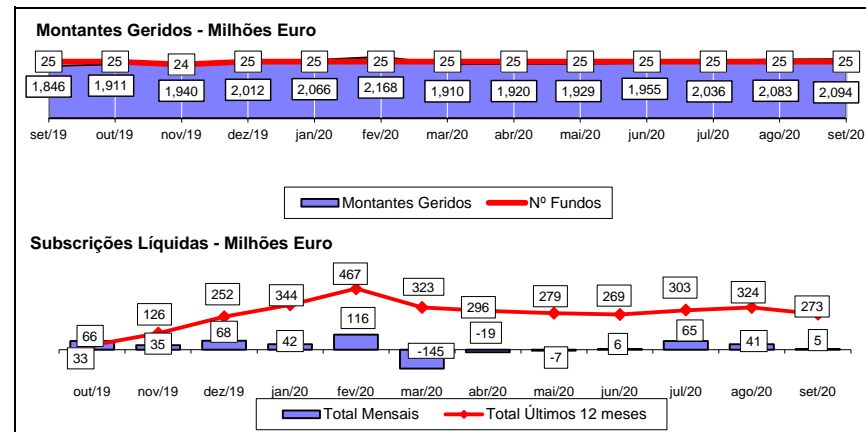 Montantes Geridos - Milhões Euro
25 25 24 25 25 25 25 25 25 25 25 25 25
1,846 1,911 1,940 2,012 2,066 2,168 1,910 1,920 1,929 1,955 2,036 2,083 2,094
set/19 out/19 nov/19 dez/19 jan/20 fev/20 mar/20 abr/20 mai/20 jun/20 jul/20 ago/20 set/20
Montantes Geridos Nº Fundos
Subscrições Líquidas - Milhões Euro
33 126 252 344 467 323 296 279 269 303 324 273
66 35 68 42 116 -145 -19 -7 6 65 41 5
out/19 nov/19 dez/19 jan/20 fev/20 mar/20 abr/20 mai/20 jun/20 jul/20 ago/20 set/20
Total Mensais Total Últimos 12 meses